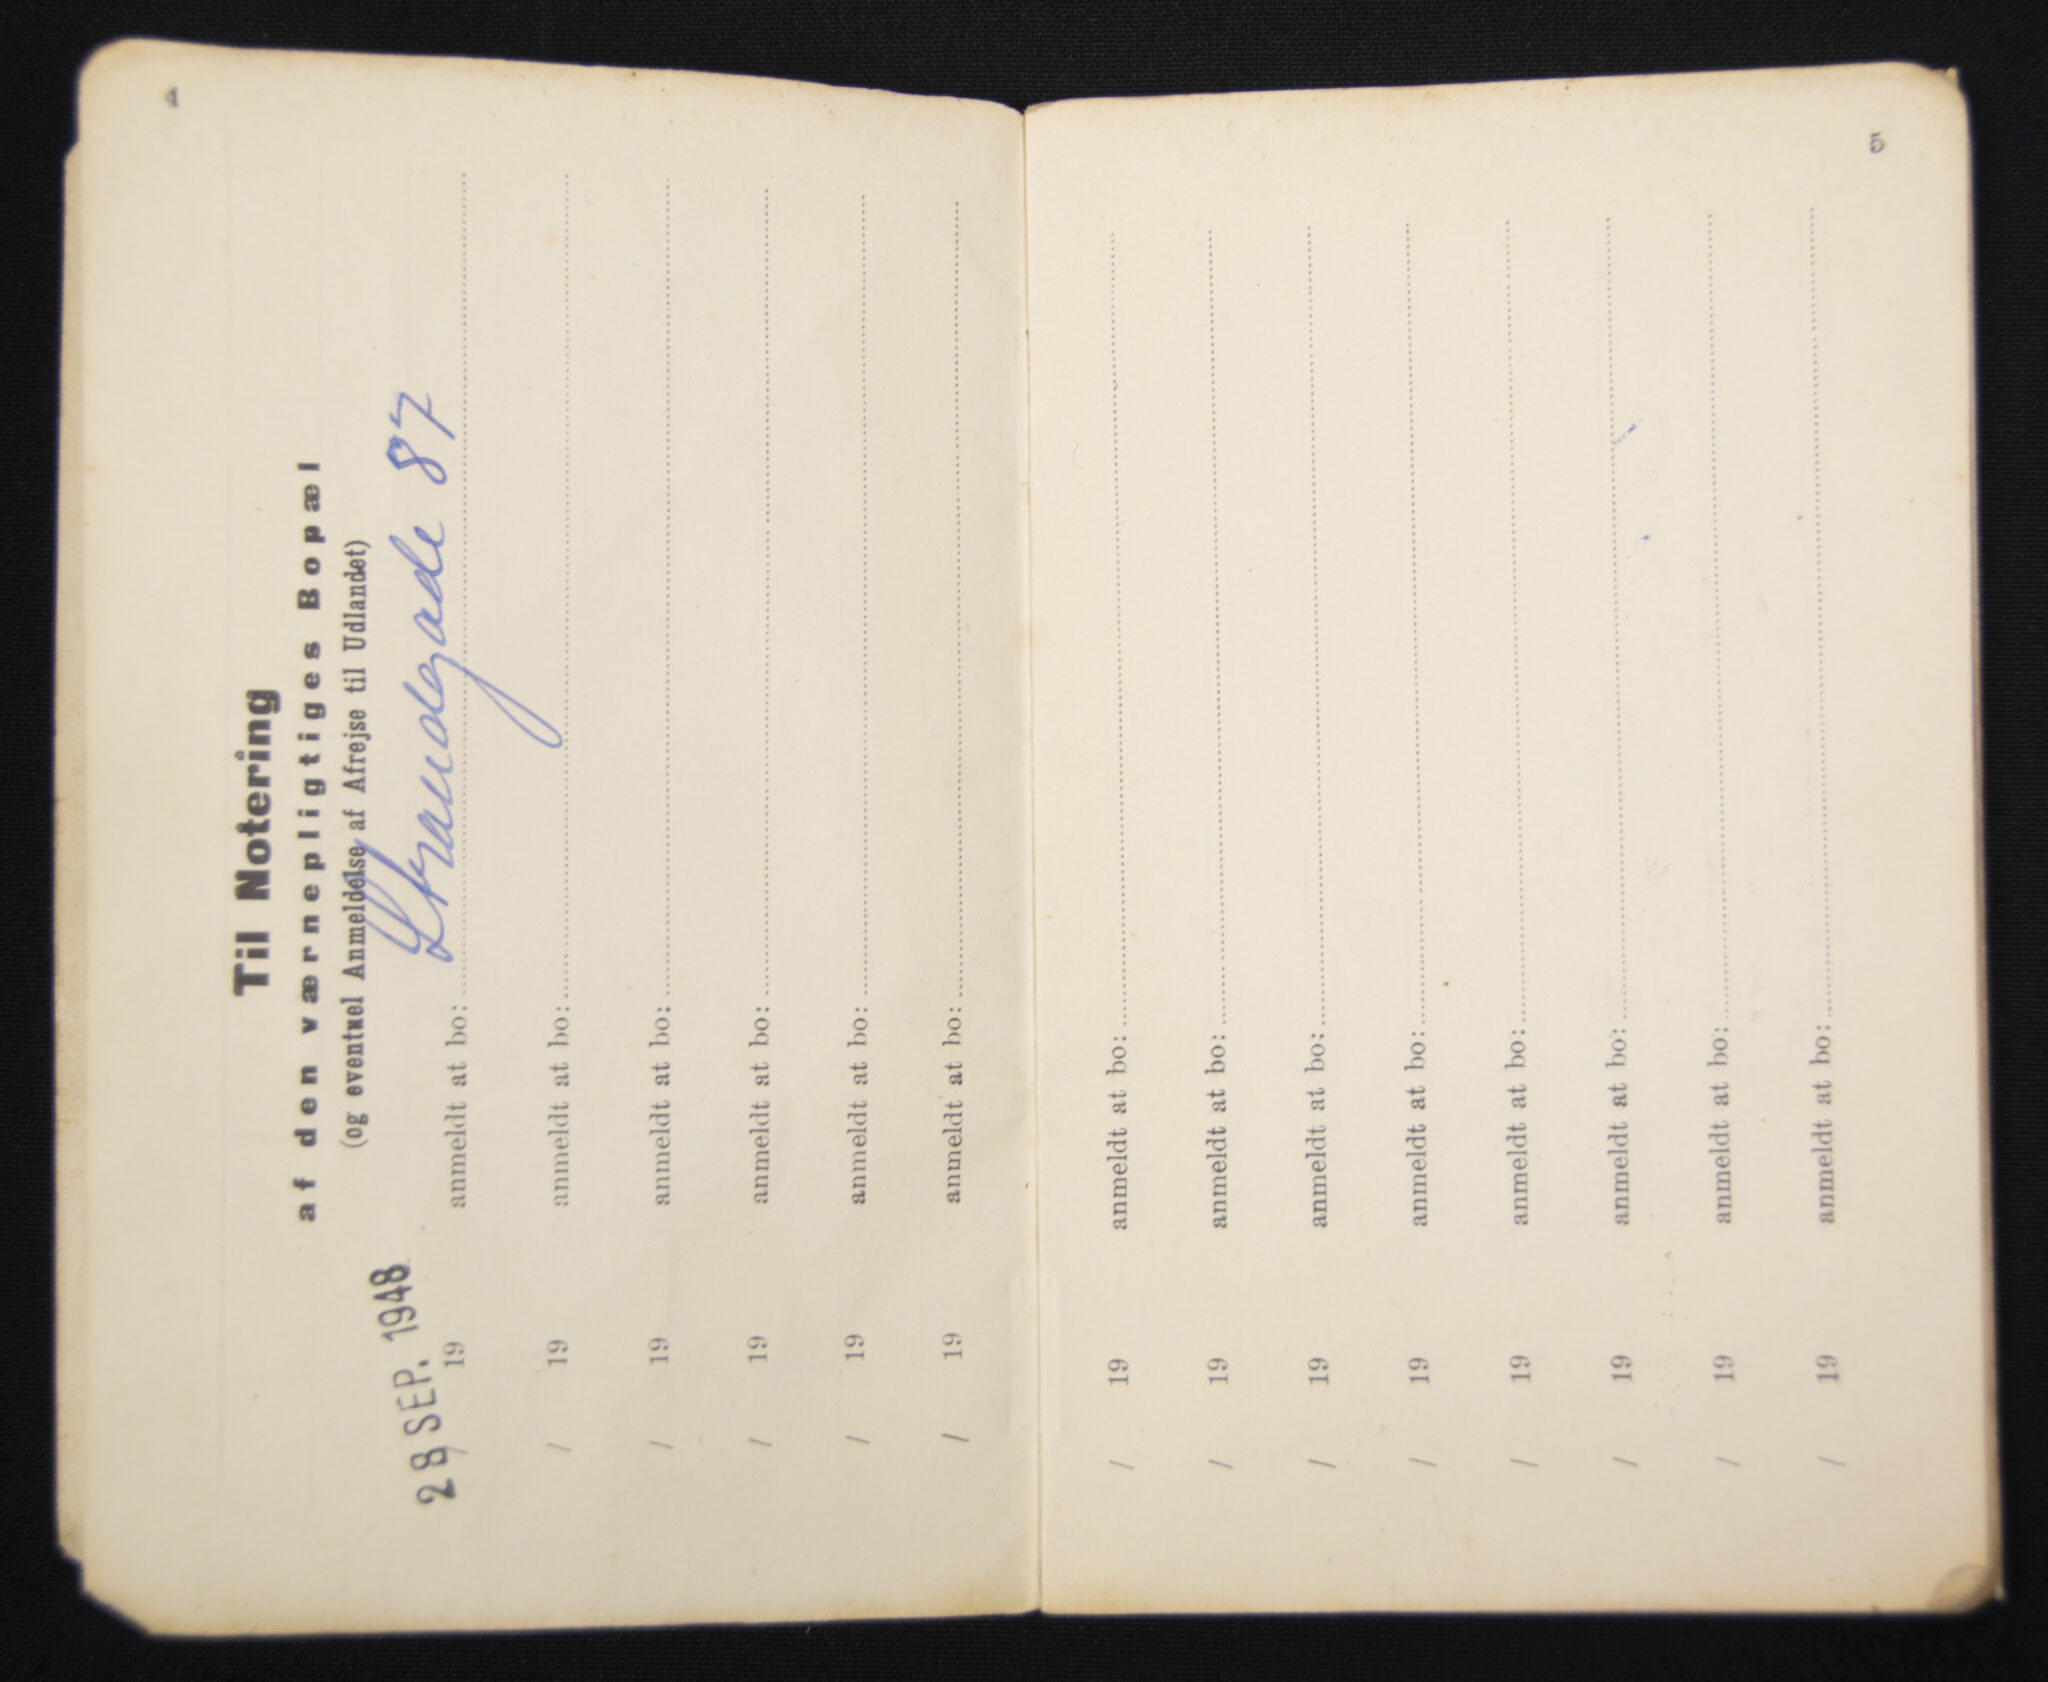 4
Til Notering
af den værnepligtiges Bopæl
(og eventuel Anmeldelse af Afrejse til Udlandet)
28 SEP. 1948
/ 19 anmeldt at bo: Strandgade 87
/ 19 anmeldt at bo:
/ 19 anmeldt at bo:
/ 19 anmeldt at bo:
/ 19 anmeldt at bo:
/ 19 anmeldt at bo:
/ 19 anmeldt at bo:
/ 19 anmeldt at bo:
/ 19 anmeldt at bo:
/ 19 anmeldt at bo:
/ 19 anmeldt at bo:
/ 19 anmeldt at bo:
/ 19 anmeldt at bo:
/ 19 anmeldt at bo:
5